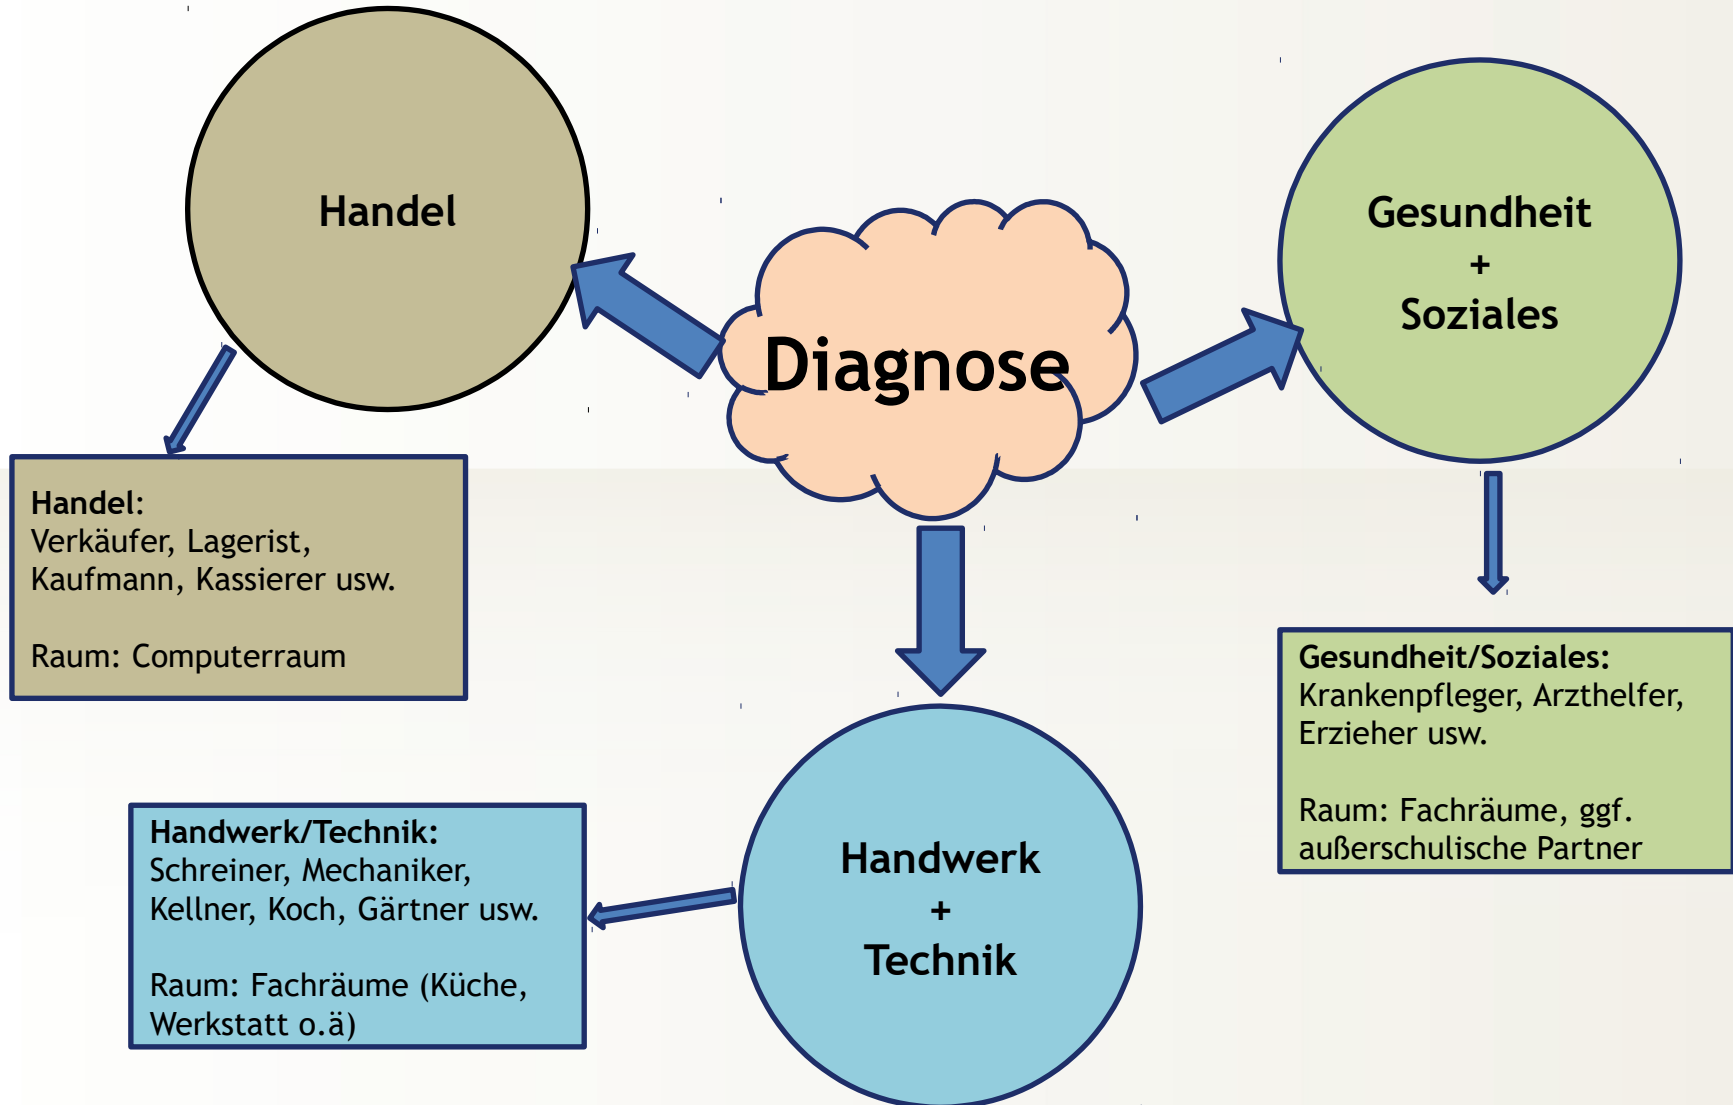 Handel
Gesundheit
+
Soziales
Diagnose
Handel:
Verkäufer, Lagerist,
Kaufmann, Kassierer usw.
Raum: Computerraum
Gesundheit/Soziales:
Krankenpfleger, Arzthelfer,
Erzieher usw.
Raum: Fachräume, ggf.
außerschulische Partner
Handwerk/Technik:
Schreiner, Mechaniker,
Kellner, Koch, Gärtner usw.
Raum: Fachräume (Küche,
Werkstatt o.ä)
Handwerk
+
Technik